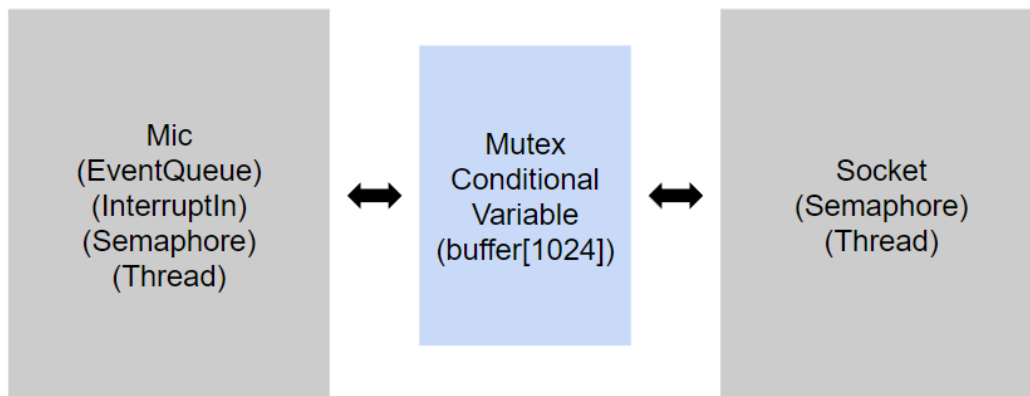 Mic
(EventQueue)
(InterruptIn)
(Semaphore)
(Thread)
Mutex
Conditional
Variable
(buffer[1024])
Socket
(Semaphore)
(Thread)